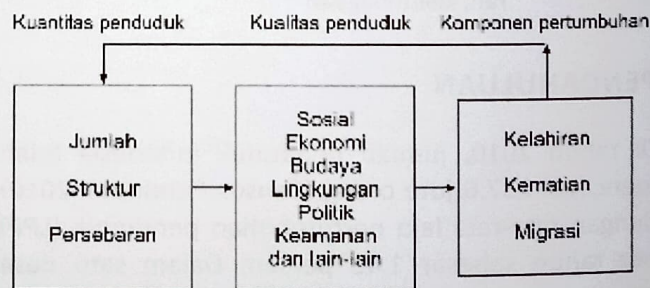 Kuantitas penduduk
Kualitas penduduk
Komponen pertumbuhan
Jumlah
Struktur
Persebaran
Sosial
Ekonomi
Budaya
Lingkungan
Politik
Keamanan
dan lain-lain
Kelahiran
Kematian
Migrasi